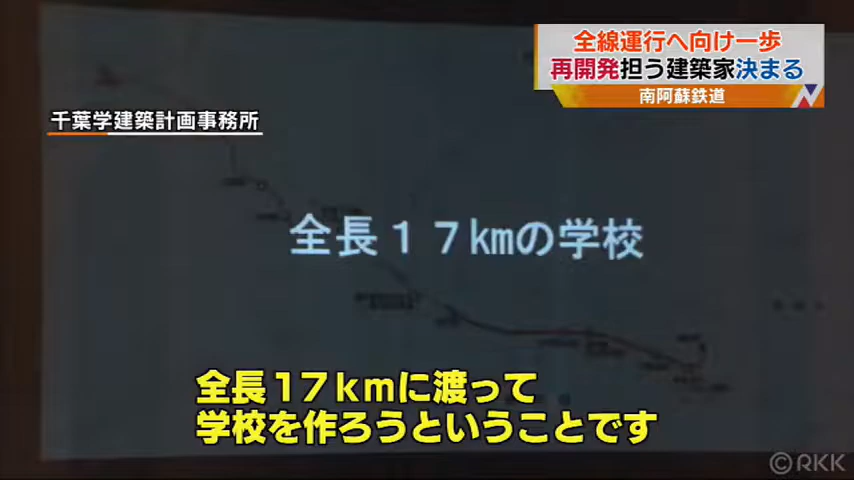 全線運行へ向け一歩
再開発担う建築家決まる
南阿蘇鉄道
千葉学建築計画事務所
全長１７kmの学校
全長17kmに渡って
学校を作ろうということです
©RKK